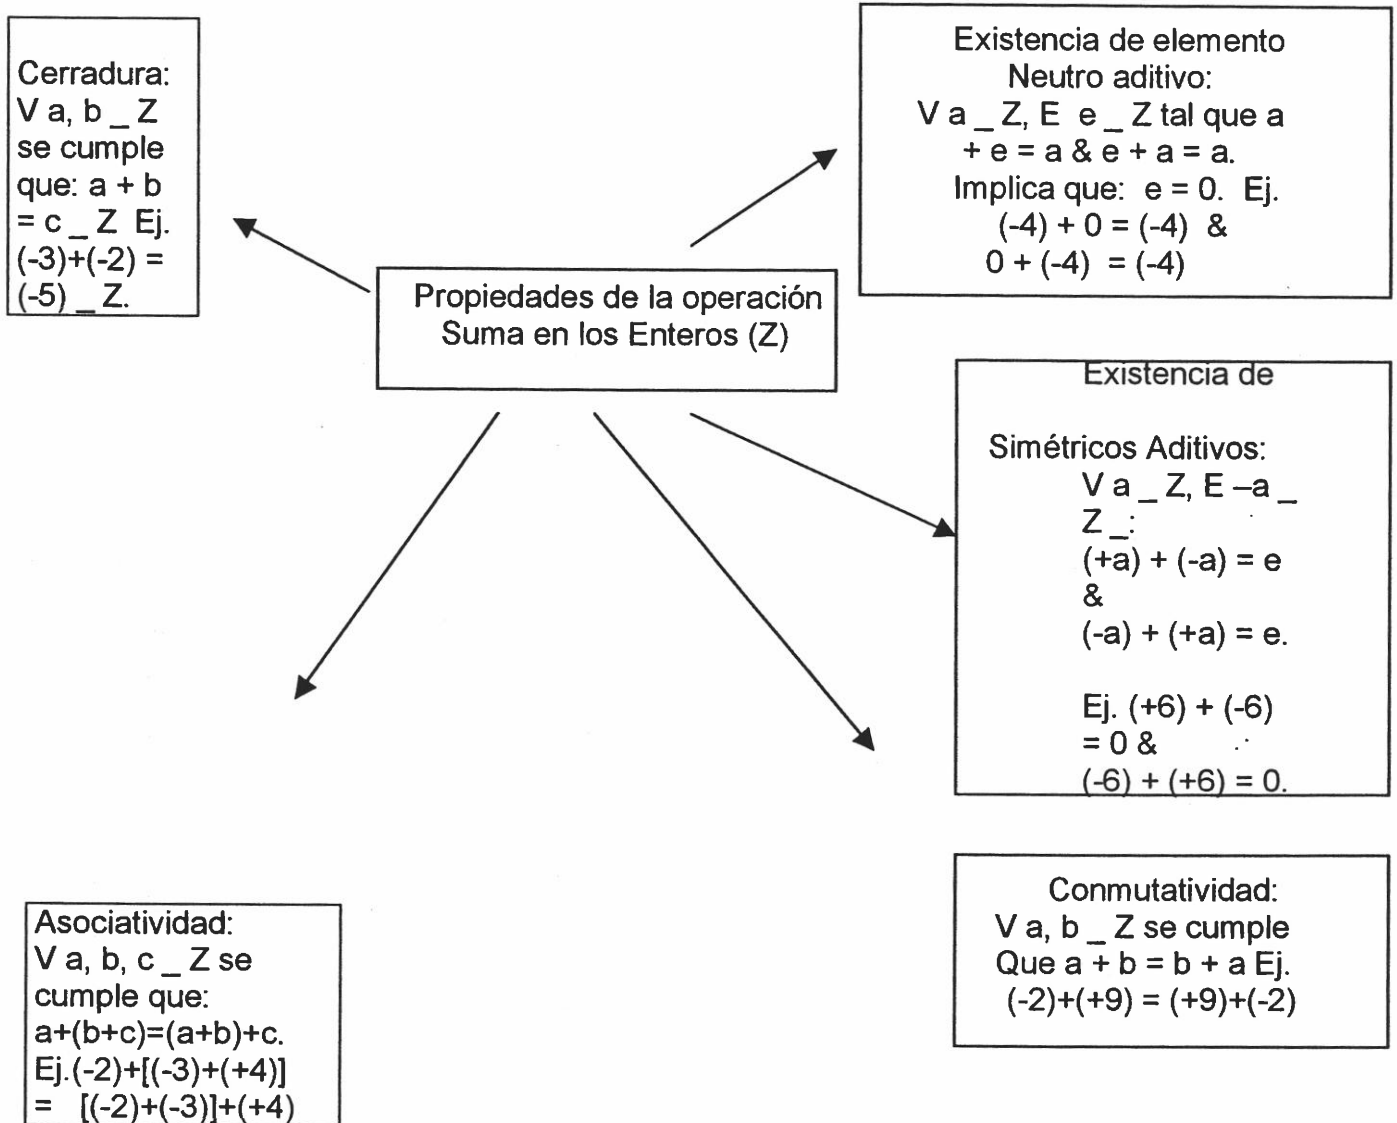 Cerradura:
V a, b _ Z
se cumple
que: a + b
= c _ Z Ej.
(-3)+(-2) =
(-5) _ Z.
Existencia de elemento
Neutro aditivo:
V a _ Z, E e _ Z tal que a
+ e = a & e + a = a.
Implica que: e = 0. Ej.
(-4) + 0 = (-4) &
0 + (-4) = (-4)
Propiedades de la operación
Suma en los Enteros (Z)
Existencia de
Simétricos Aditivos:
V a _ Z, E –a _
Z _:
(+a) + (-a) = e
&
(-a) + (+a) = e.
Ej. (+6) + (-6)
= 0 &
(-6) + (+6) = 0.
Conmutatividad:
V a, b _ Z se cumple
Que a + b = b + a Ej.
(-2)+(+9) = (+9)+(-2)
Asociatividad:
V a, b, c _ Z se
cumple que:
a+(b+c)=(a+b)+c.
Ej.(-2)+[(-3)+(+4)]
= [(-2)+(-3)]+(+4)